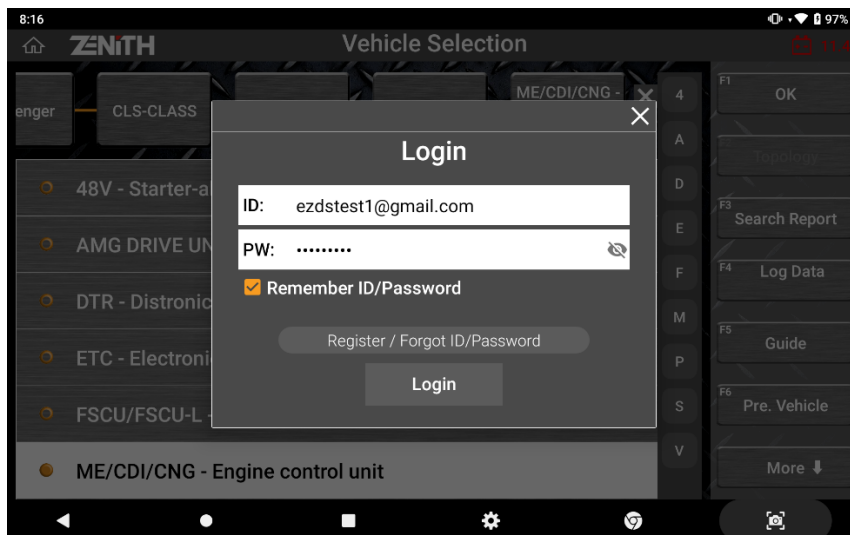 8:16
97%
ZENITH
Vehicle Selection
enger
CLS-CLASS
ME/CDI/CNG -
4
A
D
E
F
M
P
S
V
48V - Starter-al
AMG DRIVE UN
DTR - Distronic
ETC - Electroni
FSCU/FSCU-L -
ME/CDI/CNG - Engine control unit
Login
ID: ezdstest1@gmail.com
PW: •••••••••
Remember ID/Password
Register / Forgot ID/Password
Login
F1 OK
Topology
F3 Search Report
F4 Log Data
F5 Guide
F6 Pre. Vehicle
More